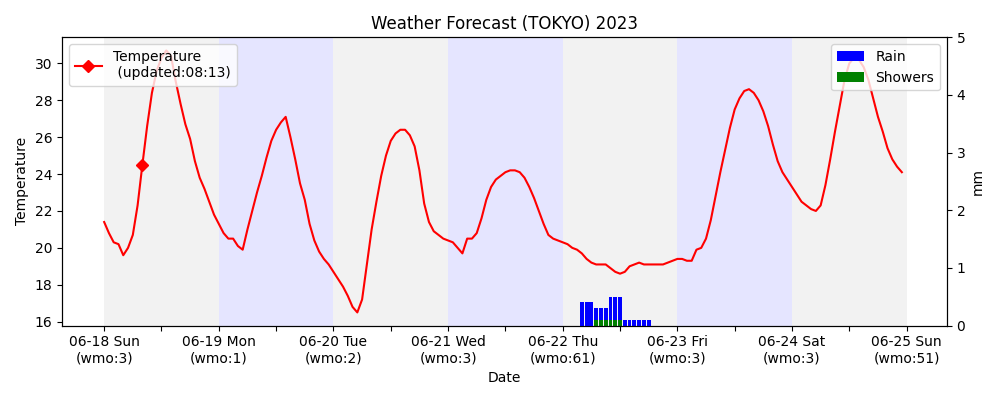 Weather Forecast (TOKYO) 2023
Temperature
(updated:08:13)
Rain
Showers
Temperature
30
28
26
24
22
20
18
16
5
4
3
2
1
0
mm
06-18 Sun
(wmo:3)
06-19 Mon
(wmo:1)
06-20 Tue
(wmo:2)
06-21 Wed
(wmo:3)
06-22 Thu
(wmo:61)
06-23 Fri
(wmo:3)
06-24 Sat
(wmo:3)
06-25 Sun
(wmo:51)
Date